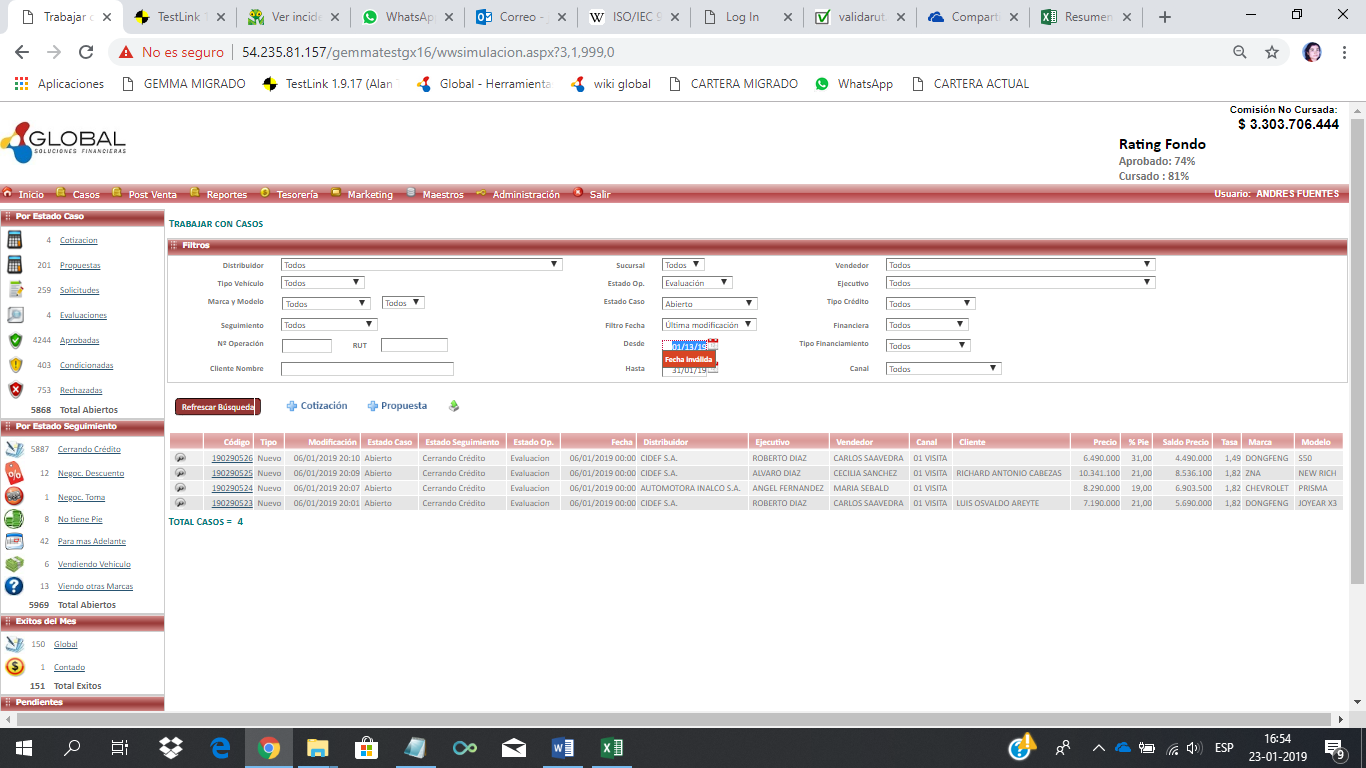 Trabajar c
TestLink 1
Ver incide
WhatsApp
Correo - J
ISO/IEC 9
Log In
validaruta
Compart
Resumen
No es seguro | 54.235.81.157/gemmatestgx16/wwsimulacion.aspx?3,1,999,0
Aplicaciones GEMMA MIGRADO TestLink 1.9.17 (Alan Global - Herramienta wiki global CARTERA MIGRADO WhatsApp CARTERA ACTUAL
Comisión No Cursada:
$ 3.303.706.444
GLOBAL
SOLUCIONES FINANCIERAS
Rating Fondo
Aprobado: 74%
Cursado : 81%
Inicio Casos Post Venta Reportes Tesorería Marketing Maestros Administración Salir Usuario: ANDRES FUENTES
Por Estado Caso
4 Cotizacion
201 Propuestas
259 Solicitudes
4 Evaluaciones
4244 Aprobadas
403 Condicionadas
753 Rechazadas
5868 Total Abiertos
Por Estado Seguimiento
5887 Cerrando Crédito
12 Negoc. Descuento
1 Negoc. Toma
8 No tiene Pie
42 Para mas Adelante
6 Vendiendo Vehiculo
13 Viendo otras Marcas
5969 Total Abiertos
Exitos del Mes
150 Global
1 Contado
151 Total Exitos
Pendientes
TRABAJAR CON CASOS
Filtros
Distribuidor Todos Sucursal Todos Vendedor Todos
Tipo Vehiculo Todos Estado Op. Evaluación Ejecutivo Todos
Marca y Modelo Todos Todos Estado Caso Abierto Tipo Crédito Todos
Seguimiento Todos Filtro Fecha Última modificación Financiera Todos
Nº Operación RUT Desde 01/13/19 Tipo Financiamiento Todos
Fecha Inválida
Cliente Nombre Hasta 31/01/19 Canal Todos
Refrescar Búsqueda Cotización Propuesta
Código Tipo Modificación Estado Caso Estado Seguimiento Estado Op. Fecha Distribuidor Ejecutivo Vendedor Canal Cliente Precio % Pie Saldo Precio Tasa Marca Modelo
190290526 Nuevo 06/01/2019 20:10 Abierto Cerrando Crédito Evaluacion 06/01/2019 00:00 CIDEF S.A. ROBERTO DIAZ CARLOS SAAVEDRA 01 VISITA 6.490.000 31,00 4.490.000 1,49 DONGFENG S50
190290525 Nuevo 06/01/2019 20:09 Abierto Cerrando Crédito Evaluacion 06/01/2019 00:00 CIDEF S.A. ALVARO DIAZ CECILIA SANCHEZ 01 VISITA RICHARD ANTONIO CABEZAS 10.341.100 21,00 8.536.100 1,82 ZNA NEW RICH
190290524 Nuevo 06/01/2019 20:07 Abierto Cerrando Crédito Evaluacion 06/01/2019 00:00 AUTOMOTORA INALCO S.A. ANGEL FERNANDEZ MARIA SEBALD 01 VISITA 8.290.000 19,00 6.903.500 1,82 CHEVROLET PRISMA
190290523 Nuevo 06/01/2019 20:01 Abierto Cerrando Crédito Evaluacion 06/01/2019 00:00 CIDEF S.A. ROBERTO DIAZ CARLOS SAAVEDRA 01 VISITA LUIS OSVALDO AREYTE 7.190.000 21,00 5.690.000 1,82 DONGFENG JOYEAR X3
TOTAL CASOS = 4
ESP
16:54
23-01-2019
9